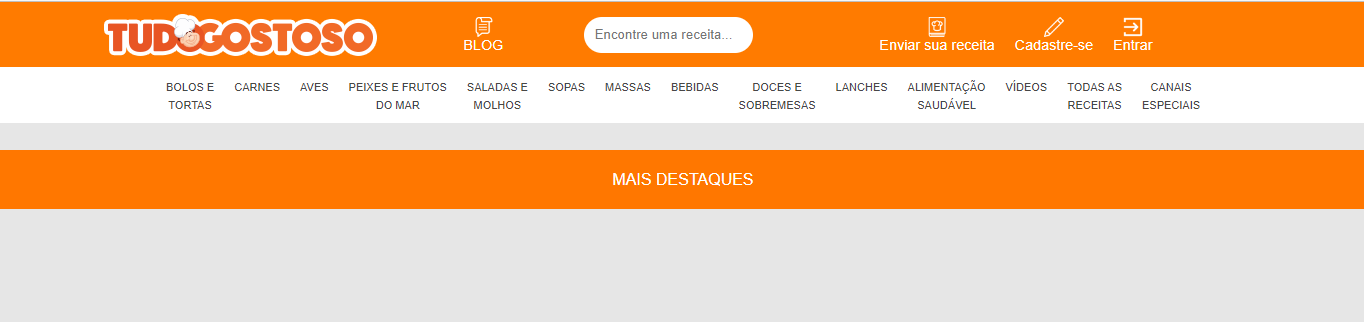 TUDOGOSTOSO
BLOG
Encontre uma receita...
Enviar sua receita
Cadastre-se
Entrar
BOLOS E
TORTAS
CARNES
AVES
PEIXES E FRUTOS
DO MAR
SALADAS E
MOLHOS
SOPAS
MASSAS
BEBIDAS
DOCES E
SOBREMESAS
LANCHES
ALIMENTAÇÃO
SAUDÁVEL
VÍDEOS
TODAS AS
RECEITAS
CANAIS
ESPECIAIS
MAIS DESTAQUES